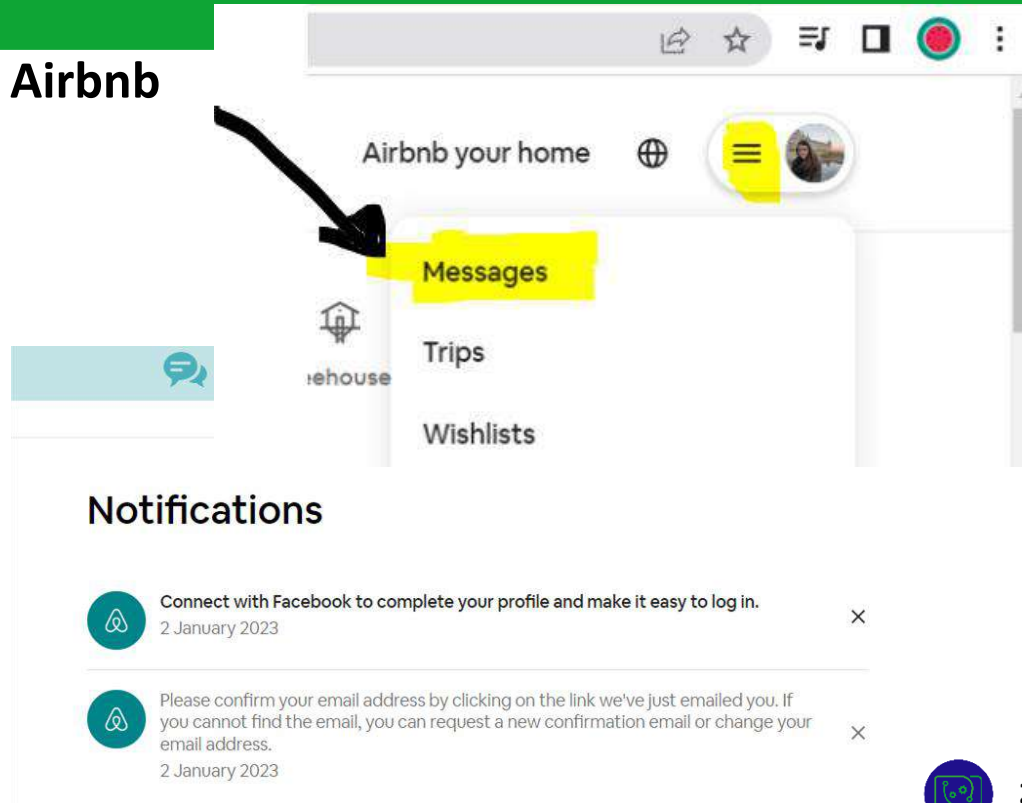 Airbnb
Airbnb your home
Messages
Trips
Wishlists
Notifications
Connect with Facebook to complete your profile and make it easy to log in.
2 January 2023
Please confirm your email address by clicking on the link we've just emailed you. If
you cannot find the email, you can request a new confirmation email or change your
email address.
2 January 2023